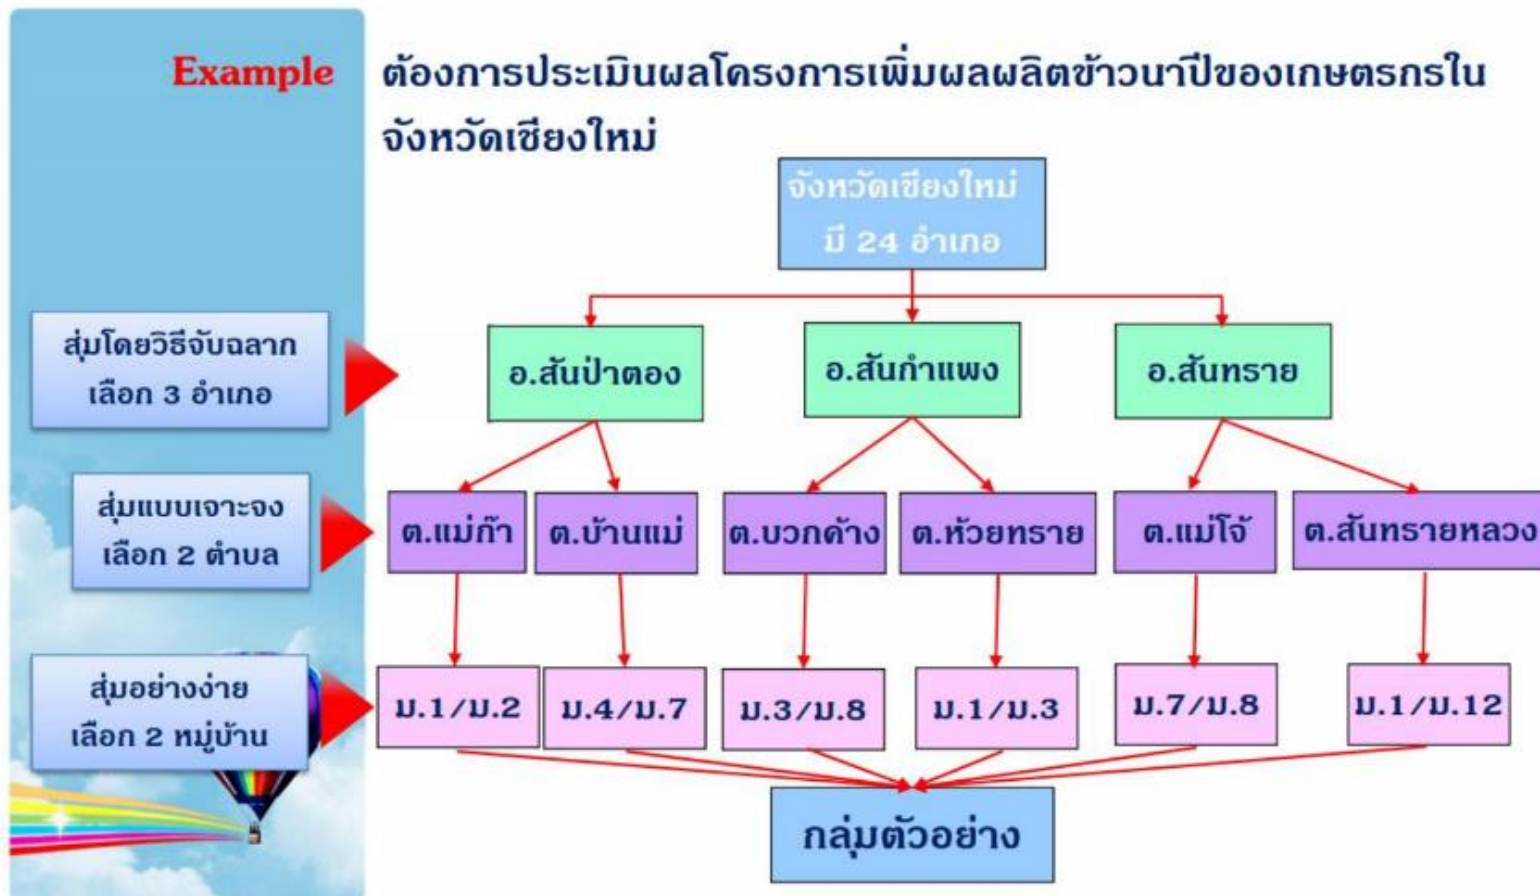 Example
ต้องการประเมินผลโครงการเพิ่มผลผลิตข้าวนาปีของเกษตรกรใน
จังหวัดเชียงใหม่
จังหวัดเชียงใหม่
มี 24 อำเภอ
สุ่มโดยวิธีจับฉลาก
เลือก 3 อำเภอ
อ.สันป่าตอง
อ.สันกำแพง
อ.สันทราย
สุ่มแบบเจาะจง
เลือก 2 ตำบล
ต.แม่ก๊า
ต.บ้านแม่
ต.บวกค้าง
ต.ห้วยทราย
ต.แม่โจ้
ต.สันทรายหลวง
สุ่มอย่างง่าย
เลือก 2 หมู่บ้าน
ม.1/ม.2
ม.4/ม.7
ม.3/ม.8
ม.1/ม.3
ม.7/ม.8
ม.1/ม.12
กลุ่มตัวอย่าง